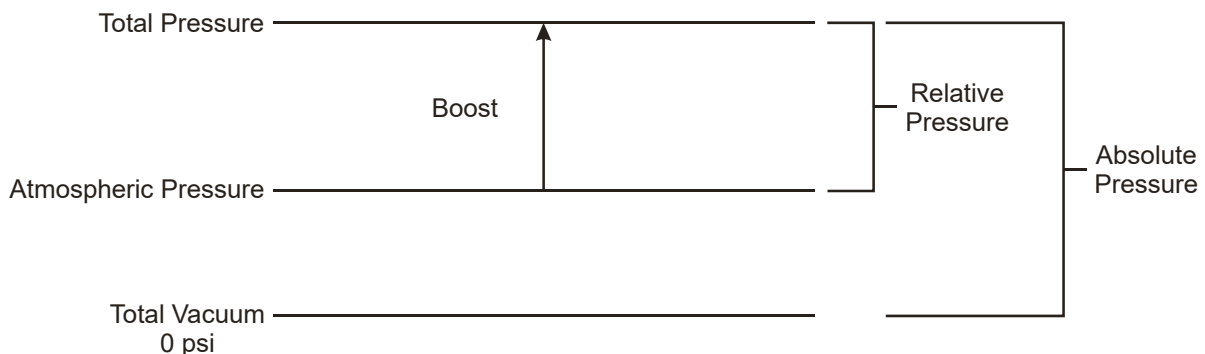 Total Pressure
Boost
Relative
Pressure
Absolute
Pressure
Atmospheric Pressure
Total Vacuum
0 psi